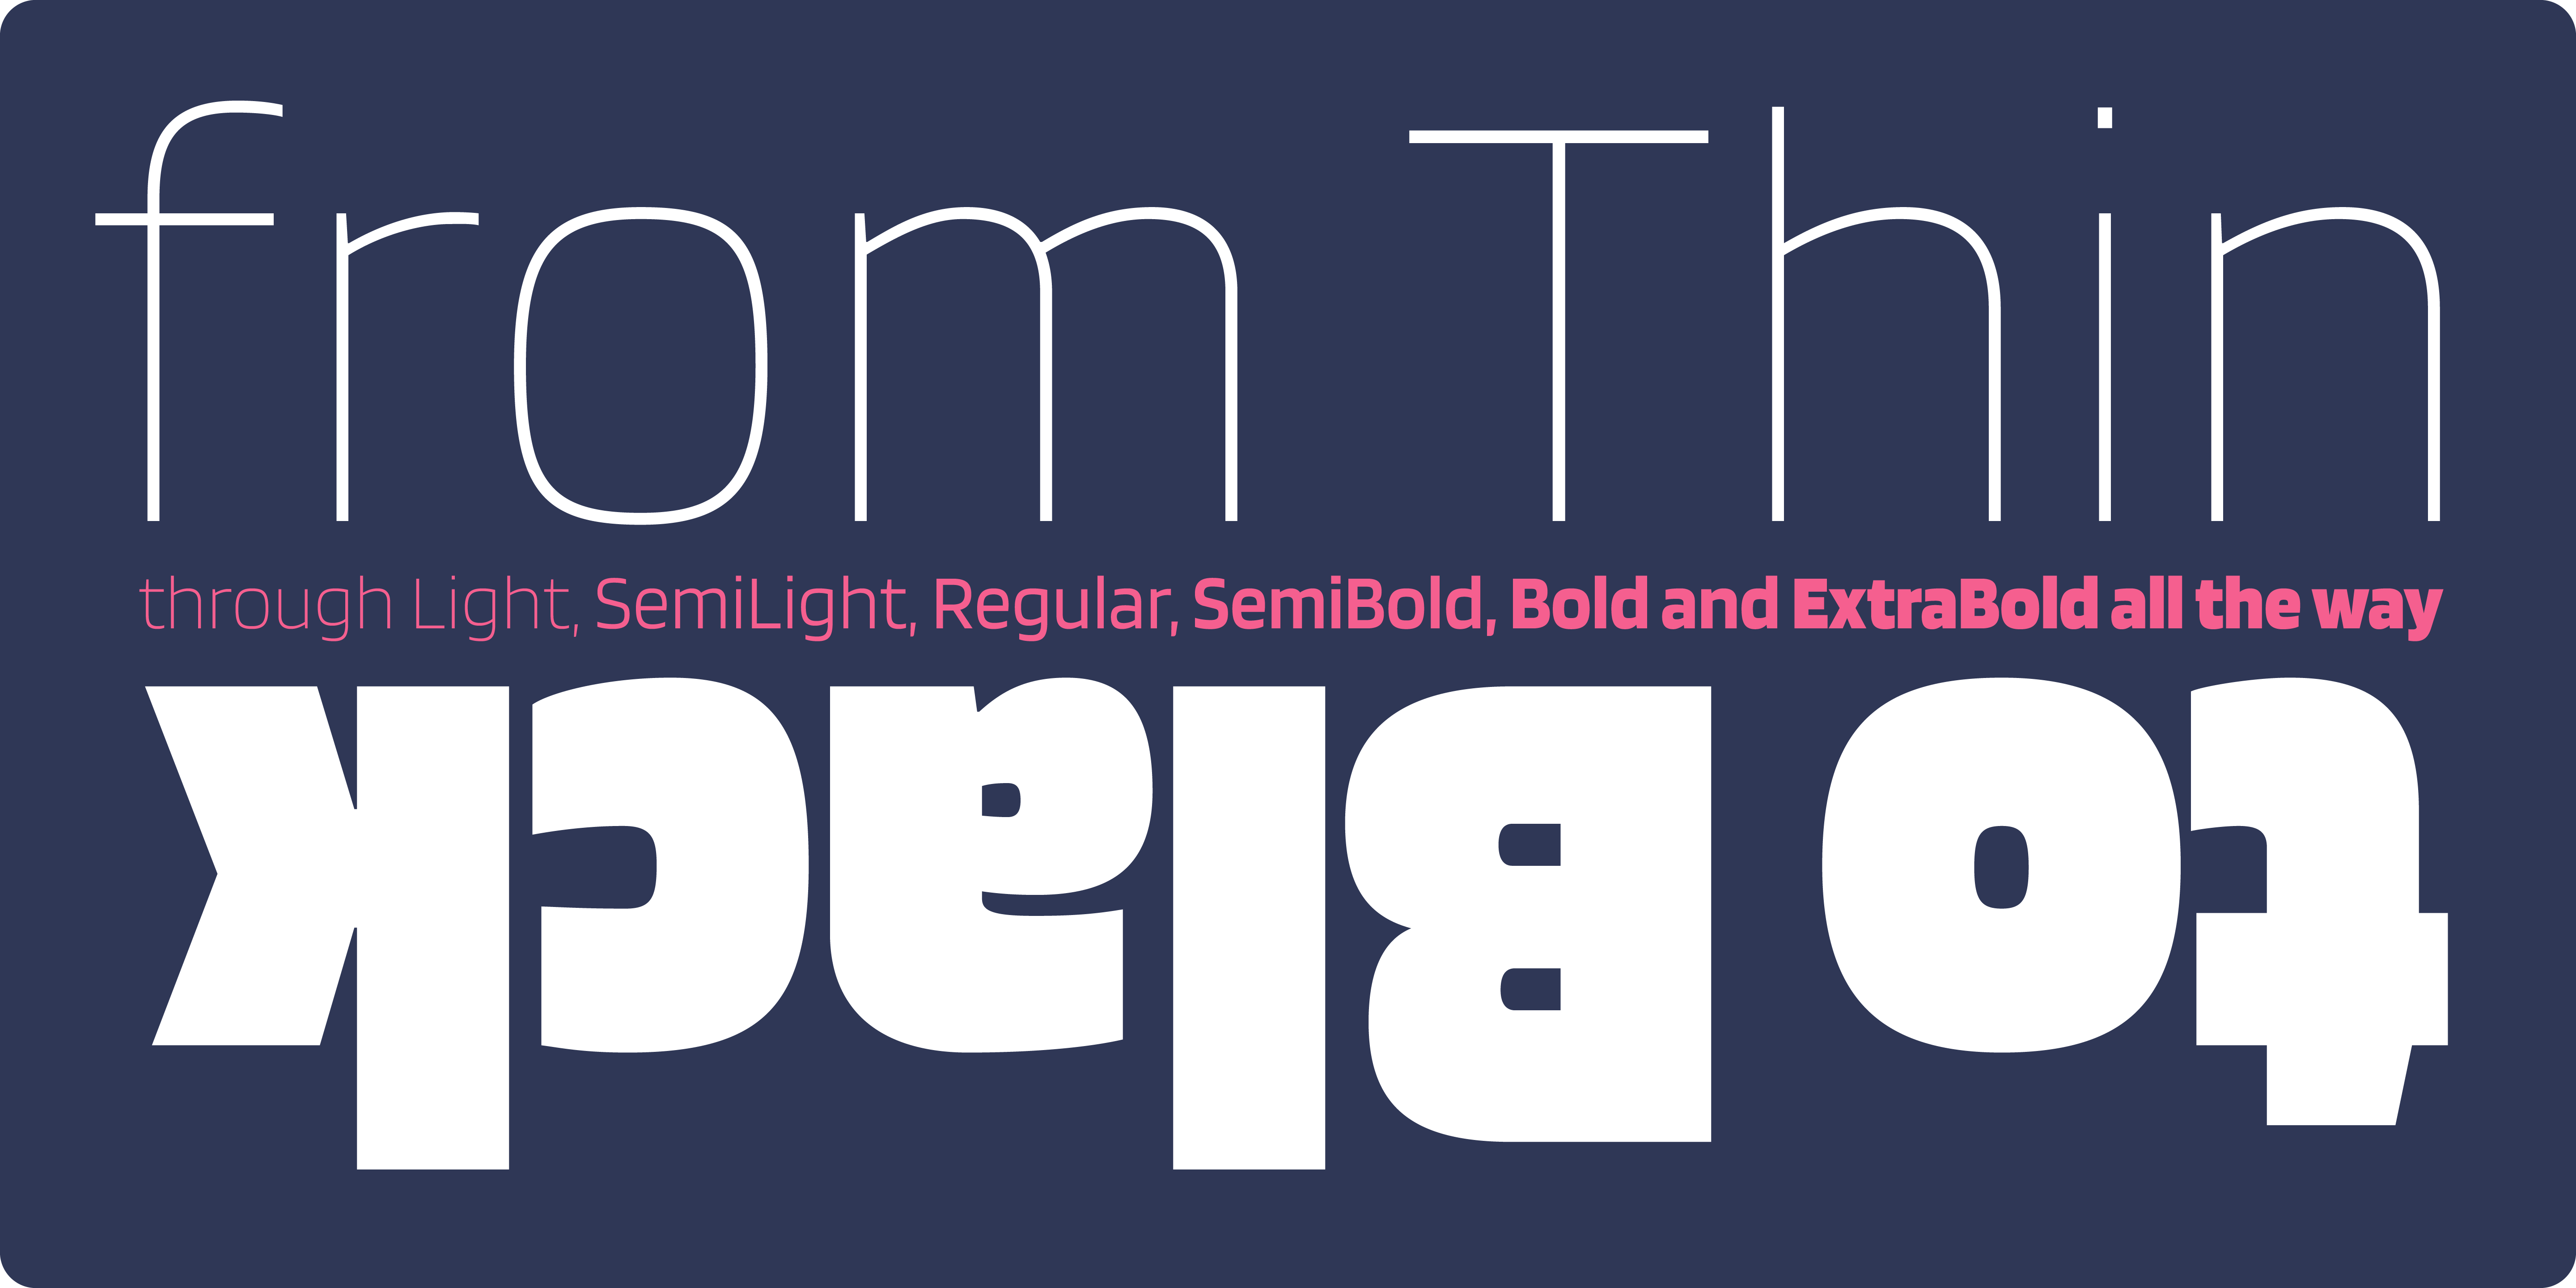 from Thin
through Light, SemiLight, Regular, SemiBold, Bold and ExtraBold all the way
to Black